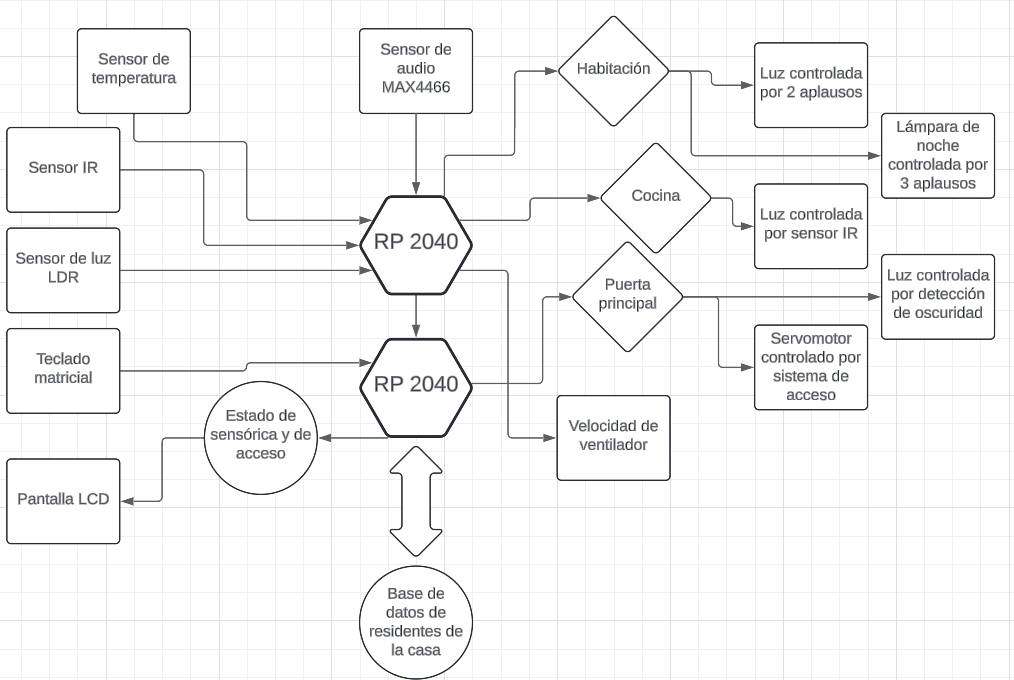 Sensor de
temperatura
Sensor de
audio
MAX4466
Habitación
Luz controlada
por 2 aplausos
Lámpara de
noche
controlada por
3 aplausos
Sensor IR
Cocina
Luz controlada
por sensor IR
RP 2040
Sensor de luz
LDR
Puerta
principal
Luz controlada
por detección
de oscuridad
Teclado
matricial
RP 2040
Servomotor
controlado por
sistema de
acceso
Estado de
sensórica y de
acceso
Velocidad de
ventilador
Pantalla LCD
Base de
datos de
residentes de
la casa